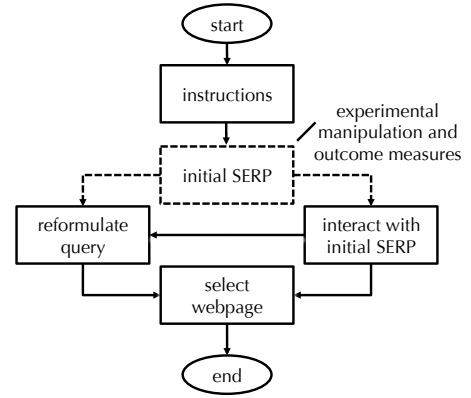 start
instructions
experimental
manipulation and
outcome measures
initial SERP
reformulate
query
interact with
initial SERP
select
webpage
end